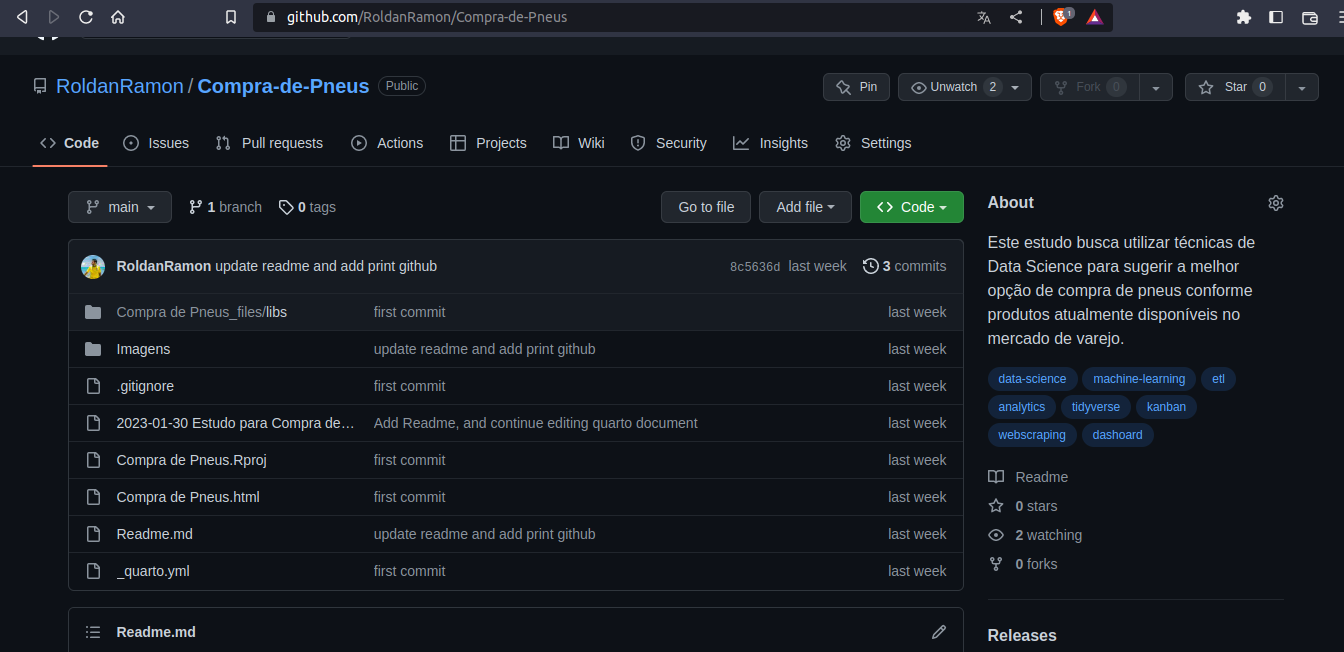 github.com/RoldanRamon/Compra-de-Pneus
1
RoldanRamon / Compra-de-Pneus Public
Pin
Unwatch 2
Fork 0
Star 0
Code Issues Pull requests Actions Projects Wiki Security Insights Settings
main 1 branch 0 tags
Go to file Add file Code
RoldanRamon update readme and add print github 8c5636d last week 3 commits
Compra de Pneus_files/libs first commit last week
Imagens update readme and add print github last week
.gitignore first commit last week
2023-01-30 Estudo para Compra de… Add Readme, and continue editing quarto document last week
Compra de Pneus.Rproj first commit last week
Compra de Pneus.html first commit last week
Readme.md update readme and add print github last week
_quarto.yml first commit last week
Readme.md
About
Este estudo busca utilizar técnicas de
Data Science para sugerir a melhor
opção de compra de pneus conforme
produtos atualmente disponíveis no
mercado de varejo.
data-science machine-learning etl
analytics tidyverse kanban
webscraping dashoard
Readme
0 stars
2 watching
0 forks
Releases